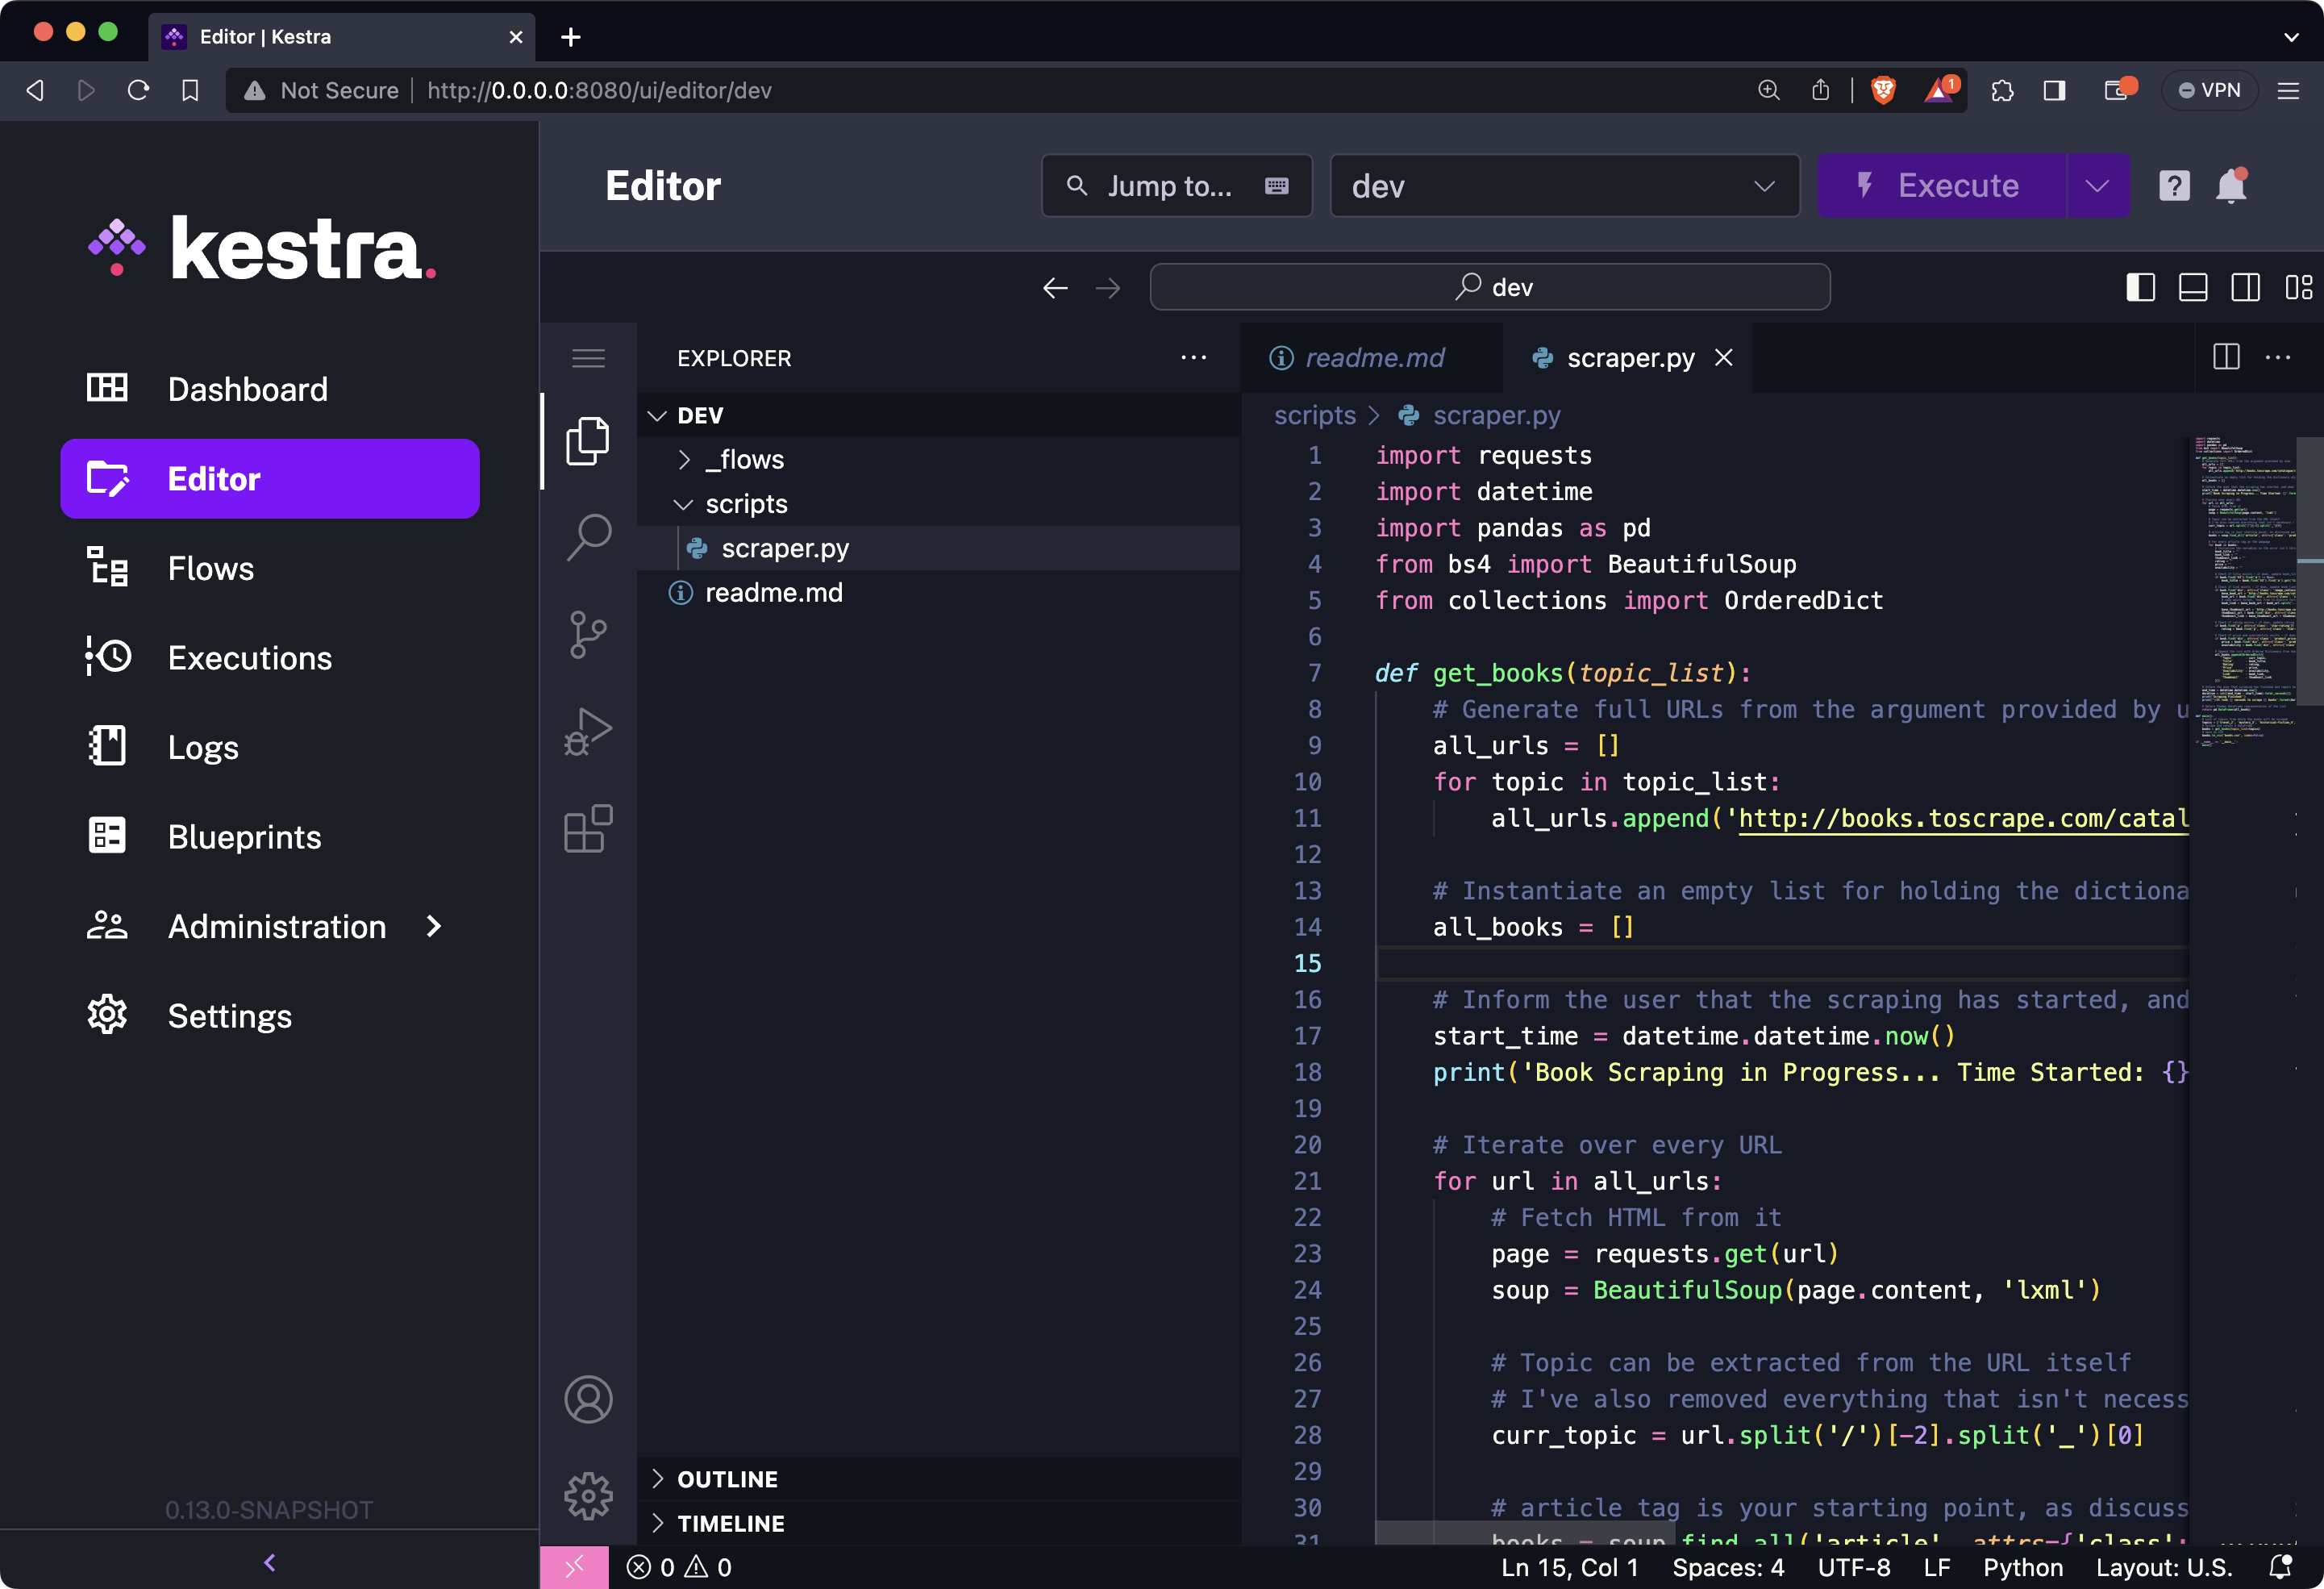 Editor | Kestra
Not Secure http://0.0.0.0:8080/ui/editor/dev 1 VPN
kestra.
Dashboard
Editor
Flows
Executions
Logs
Blueprints
Administration
Settings
0.13.0-SNAPSHOT
Editor Jump to... dev Execute
dev
EXPLORER
DEV
_flows
scripts
scraper.py
readme.md
OUTLINE
TIMELINE
readme.md scraper.py
scripts > scraper.py
1 import requests
2 import datetime
3 import pandas as pd
4 from bs4 import BeautifulSoup
5 from collections import OrderedDict
6
7 def get_books(topic_list):
8 # Generate full URLs from the argument provided by u
9 all_urls = []
10 for topic in topic_list:
11 all_urls.append('http://books.toscrape.com/catal
12
13 # Instantiate an empty list for holding the dictiona
14 all_books = []
15
16 # Inform the user that the scraping has started, and
17 start_time = datetime.datetime.now()
18 print('Book Scraping in Progress... Time Started: {}
19
20 # Iterate over every URL
21 for url in all_urls:
22 # Fetch HTML from it
23 page = requests.get(url)
24 soup = BeautifulSoup(page.content, 'lxml')
25
26 # Topic can be extracted from the URL itself
27 # I've also removed everything that isn't necess
28 curr_topic = url.split('/')[-2].split('_')[0]
29
30 # article tag is your starting point, as discuss
31 books = soup.find_all('article', attrs={'class':
0 0 Ln 15, Col 1 Spaces: 4 UTF-8 LF Python Layout: U.S.